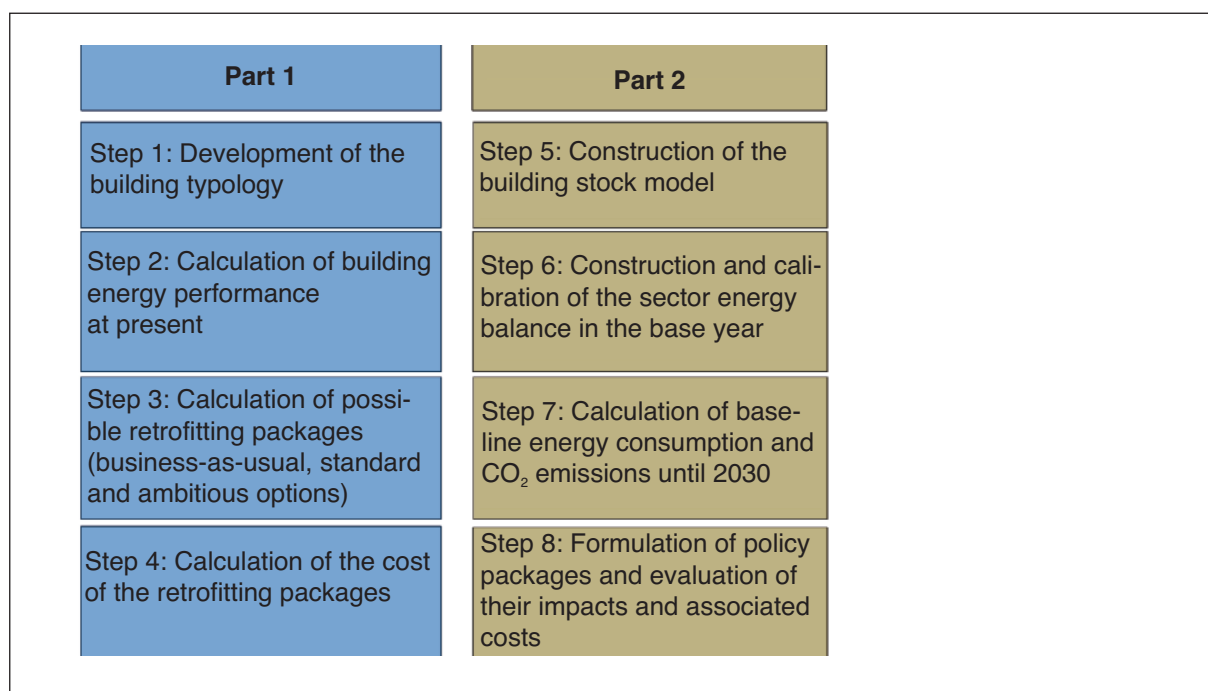 Part 1
Step 1: Development of the
building typology
Step 2: Calculation of building
energy performance
at present
Step 3: Calculation of possi-
ble retrofitting packages
(business-as-usual, standard
and ambitious options)
Step 4: Calculation of the cost
of the retrofitting packages
Part 2
Step 5: Construction of the
building stock model
Step 6: Construction and cali-
bration of the sector energy
balance in the base year
Step 7: Calculation of base-
line energy consumption and
CO₂ emissions until 2030
Step 8: Formulation of policy
packages and evaluation of
their impacts and associated
costs